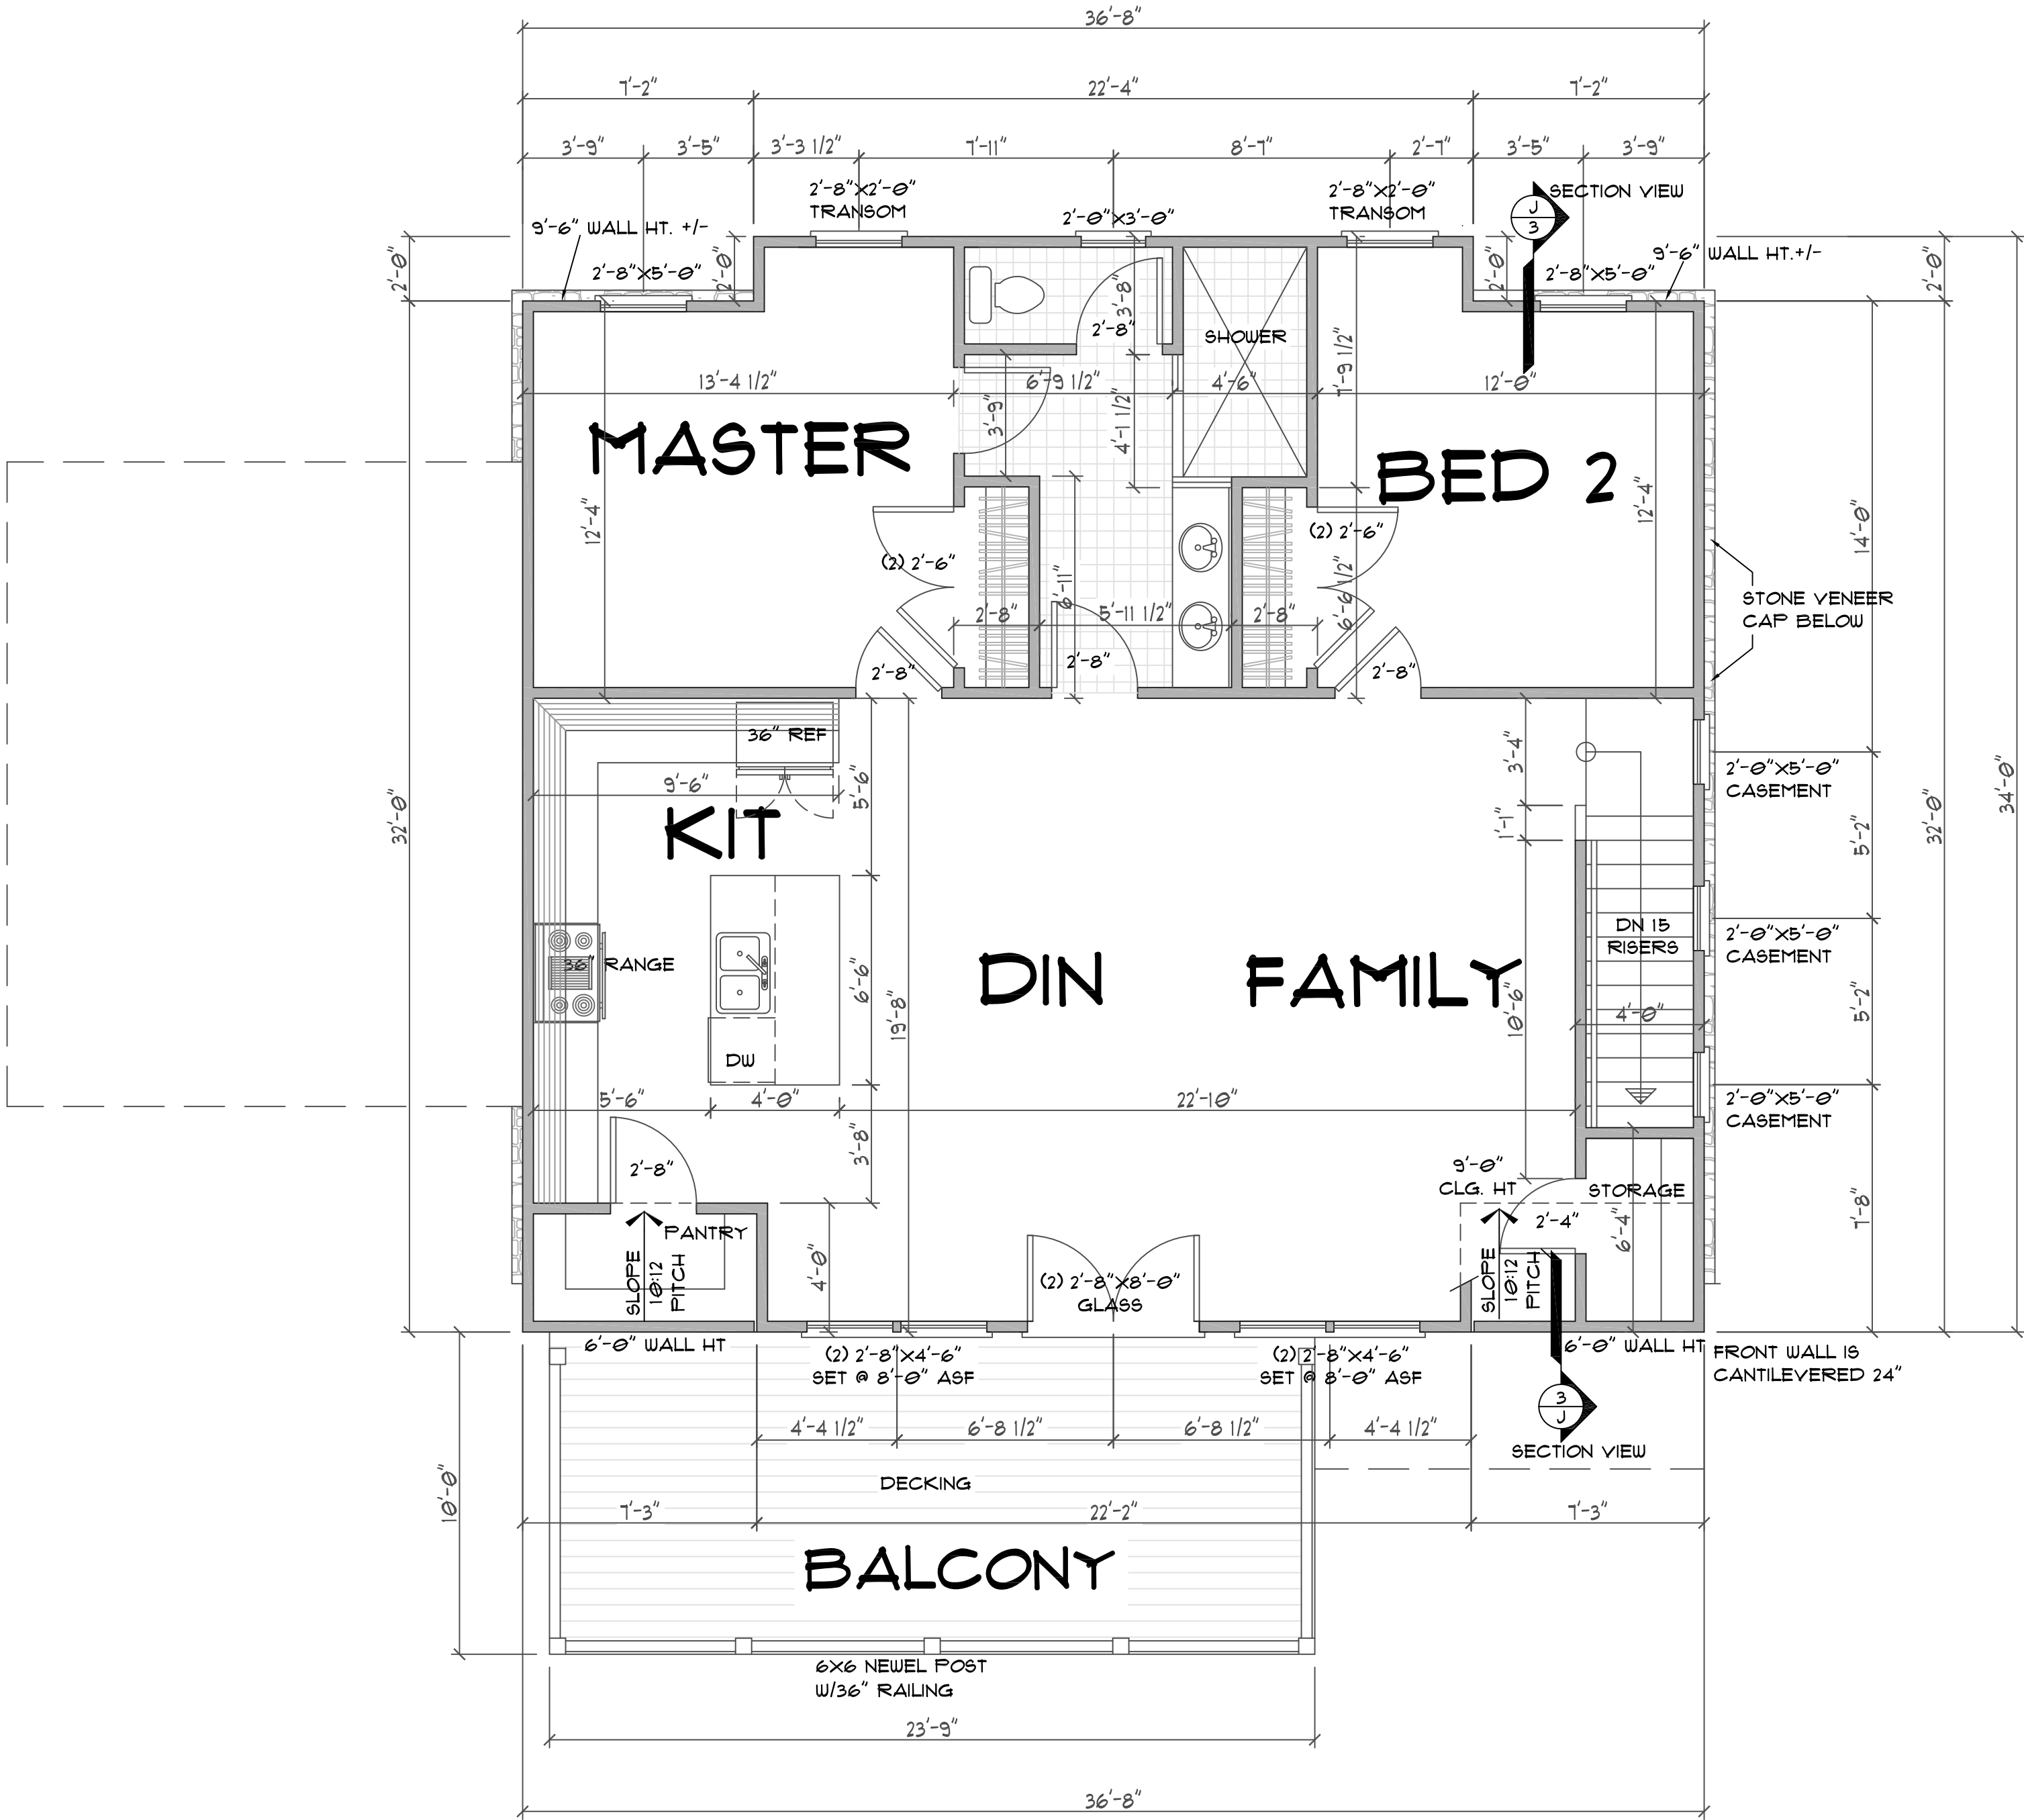 36'-8"
7'-2" 22'-4" 7'-2"
3'-9" 3'-5" 3'-3 1/2" 7'-11" 8'-7" 2'-7" 3'-5" 3'-9"
2'-8"X2'-0"
TRANSOM
2'-0"X3'-0"
2'-8"X2'-0"
TRANSOM
J
3
SECTION VIEW
9'-6" WALL HT. +/-
2'-8"X5'-0"
2'-8"X5'-0"
9'-6" WALL HT.+/-
2'-0"
2'-0"
2'-0"
2'-0"
3'-8"
2'-8"
SHOWER
7'-9 1/2"
13'-4 1/2" 6'-9 1/2" 4'-6" 12'-0"
3'-9"
4'-1 1/2"
MASTER
BED 2
12'-4"
12'-4"
14'-0"
(2) 2'-6"
(2) 2'-6"
6'-11"
6'-6 1/2"
2'-8" 5'-11 1/2" 2'-8"
STONE VENEER
CAP BELOW
2'-8"
2'-8"
2'-8"
36" REF
9'-6"
5'-6"
3'-4"
1'-1"
KIT
2'-0"X5'-0"
CASEMENT
32'-0"
5'-2"
32'-0"
34'-0"
36" RANGE
6'-6"
19'-8"
DIN
FAMILY
10'-6"
DN 15
RISERS
4'-0"
2'-0"X5'-0"
CASEMENT
5'-2"
DW
5'-6" 4'-0" 22'-10"
2'-0"X5'-0"
CASEMENT
3'-8"
2'-8"
9'-0"
CLG. HT
STORAGE
2'-4"
6'-4"
7'-8"
PANTRY
SLOPE
10:12
PITCH
4'-0"
(2) 2'-8"X8'-0"
GLASS
SLOPE
10:12
PITCH
6'-0" WALL HT
(2) 2'-8"X4'-6"
SET @ 8'-0" ASF
(2) 2'-8"X4'-6"
SET @ 8'-0" ASF
6'-0" WALL HT
FRONT WALL IS
CANTILEVERED 24"
3
J
SECTION VIEW
4'-4 1/2" 6'-8 1/2" 6'-8 1/2" 4'-4 1/2"
DECKING
10'-0"
7'-3" 22'-2" 7'-3"
BALCONY
6X6 NEWEL POST
W/36" RAILING
23'-9"
36'-8"